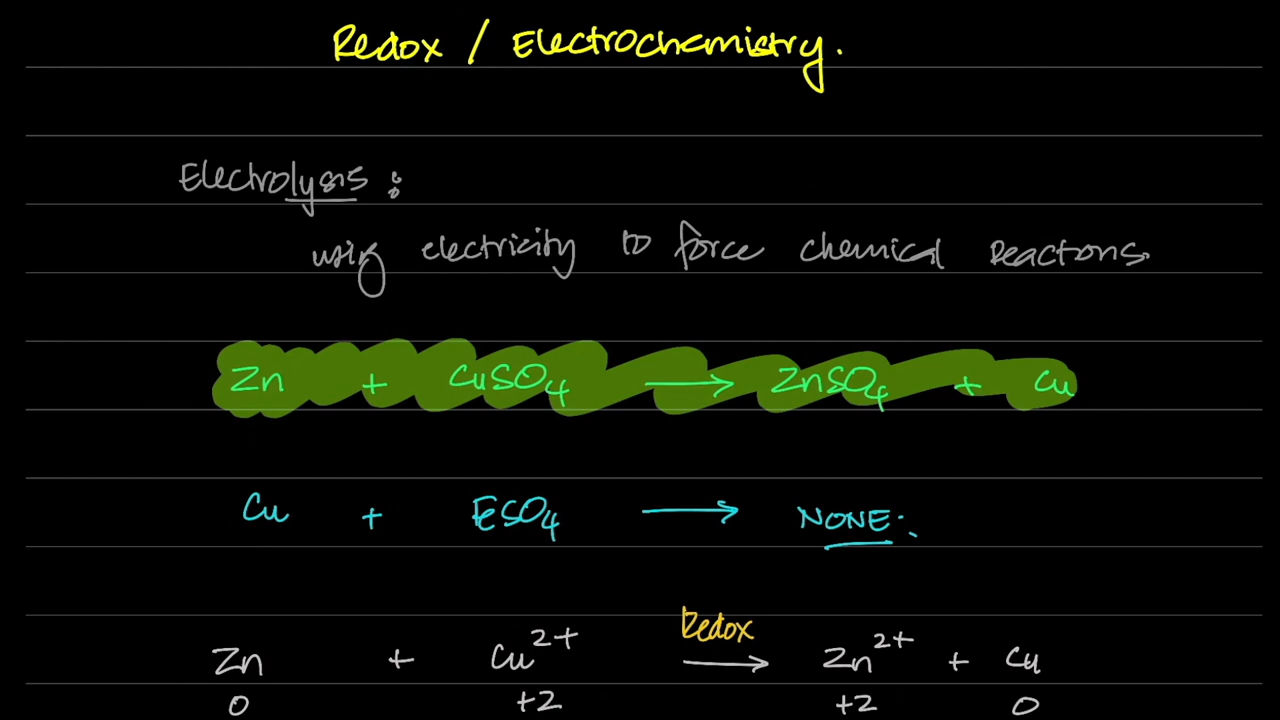 Redox / Electrochemistry.
Electrolysis:
using electricity to force chemical Reactions.
Zn + CuSO4 → ZnSO4 + Cu
Cu + ESO4 → NONE:
Redox
Zn + Cu²⁺ → Zn²⁺ + Cu
0 +2 +2 0